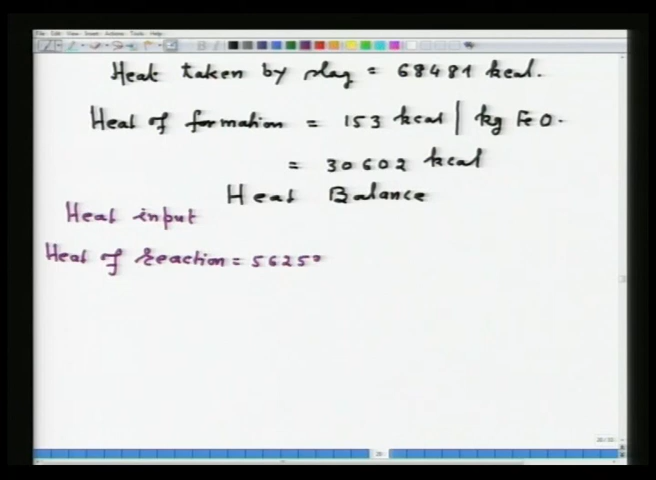 Heat taken by slag = 68481 kcal.
Heat of formation = 153 kcal | kg FeO.
= 30602 kcal
Heat Balance
Heat input
Heat of reaction = 56250